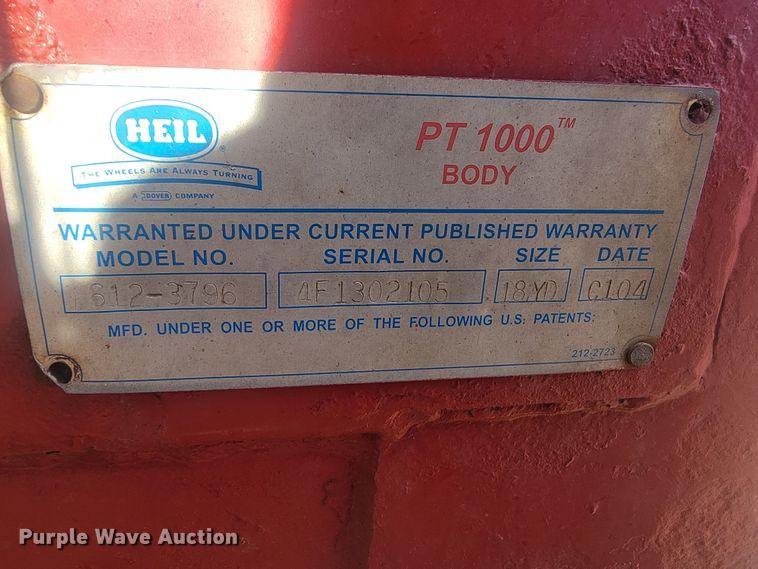 HEIL
®
THE WHEELS ARE ALWAYS TURNING
A DOVER COMPANY
PT 1000™
BODY
WARRANTED UNDER CURRENT PUBLISHED WARRANTY
MODEL NO. SERIAL NO. SIZE DATE
612-3796 4F1302105 18YD C104
MFD. UNDER ONE OR MORE OF THE FOLLOWING U.S. PATENTS:
212-2723
Purple Wave Auction